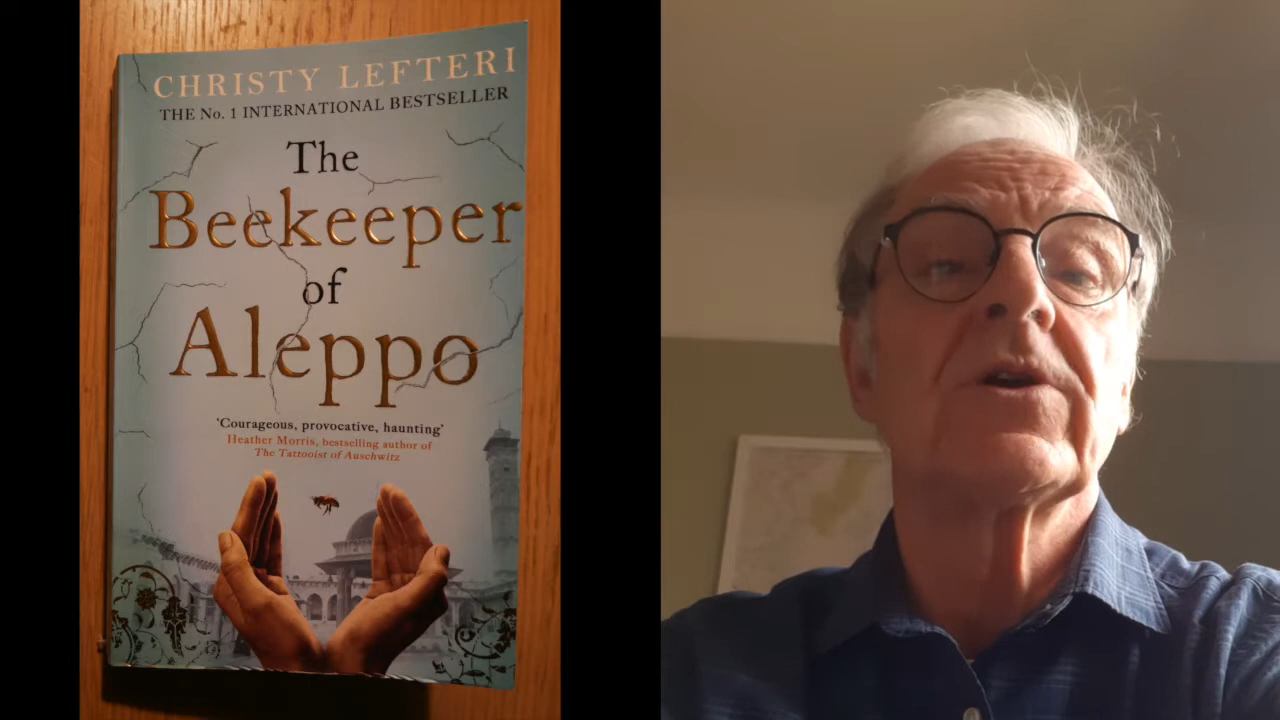 CHRISTY LEFTERI
THE No. 1 INTERNATIONAL BESTSELLER
The
Beekeeper
of
Aleppo
'Courageous, provocative, haunting'
Heather Morris, bestselling author of
The Tattooist of Auschwitz